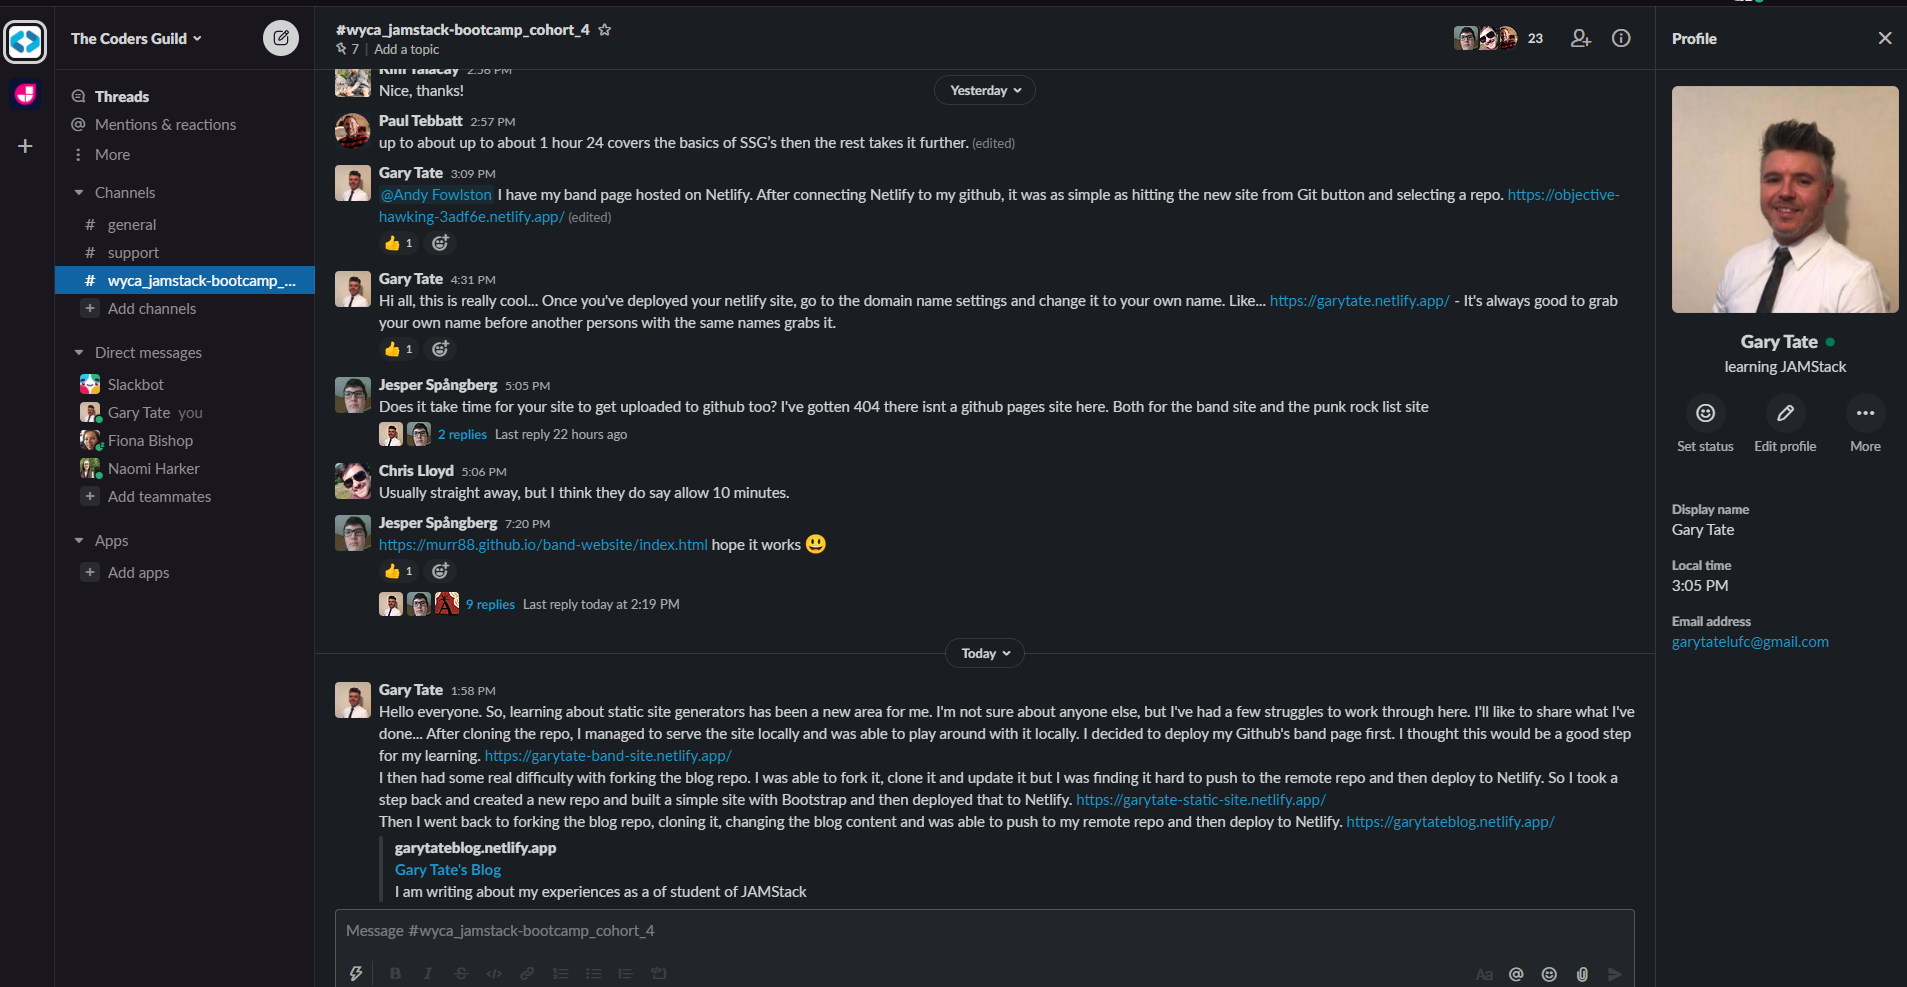 The Coders Guild
Threads
Mentions & reactions
More
Channels
# general
# support
# wyca_jamstack-bootcamp_...
+ Add channels
Direct messages
Slackbot
Gary Tate you
Fiona Bishop
Naomi Harker
+ Add teammates
Apps
+ Add apps
#wyca_jamstack-bootcamp_cohort_4
7 | Add a topic
23
Kim Talacay 2:56 PM
Nice, thanks!
Yesterday
Paul Tebbatt 2:57 PM
up to about up to about 1 hour 24 covers the basics of SSG’s then the rest takes it further. (edited)
Gary Tate 3:09 PM
@Andy Fowlston I have my band page hosted on Netlify. After connecting Netlify to my github, it was as simple as hitting the new site from Git button and selecting a repo. https://objective-
hawking-3adf6e.netlify.app/ (edited)
1
Gary Tate 4:31 PM
Hi all, this is really cool... Once you've deployed your netlify site, go to the domain name settings and change it to your own name. Like... https://garytate.netlify.app/ - It's always good to grab
your own name before another persons with the same names grabs it.
1
Jesper Spångberg 5:05 PM
Does it take time for your site to get uploaded to github too? I've gotten 404 there isnt a github pages site here. Both for the band site and the punk rock list site
2 replies Last reply 22 hours ago
Chris Lloyd 5:06 PM
Usually straight away, but I think they do say allow 10 minutes.
Jesper Spångberg 7:20 PM
https://murr88.github.io/band-website/index.html hope it works
1
9 replies Last reply today at 2:19 PM
Today
Gary Tate 1:58 PM
Hello everyone. So, learning about static site generators has been a new area for me. I'm not sure about anyone else, but I've had a few struggles to work through here. I'll like to share what I've
done... After cloning the repo, I managed to serve the site locally and was able to play around with it locally. I decided to deploy my Github's band page first. I thought this would be a good step
for my learning. https://garytate-band-site.netlify.app/
I then had some real difficulty with forking the blog repo. I was able to fork it, clone it and update it but I was finding it hard to push to the remote repo and then deploy to Netlify. So I took a
step back and created a new repo and built a simple site with Bootstrap and then deployed that to Netlify. https://garytate-static-site.netlify.app/
Then I went back to forking the blog repo, cloning it, changing the blog content and was able to push to my remote repo and then deploy to Netlify. https://garytateblog.netlify.app/
garytateblog.netlify.app
Gary Tate's Blog
I am writing about my experiences as a of student of JAMStack
Message #wyca_jamstack-bootcamp_cohort_4
B I S </> Aa @
Profile
Gary Tate
learning JAMStack
Set status
Edit profile
More
Display name
Gary Tate
Local time
3:05 PM
Email address
garytatelufc@gmail.com